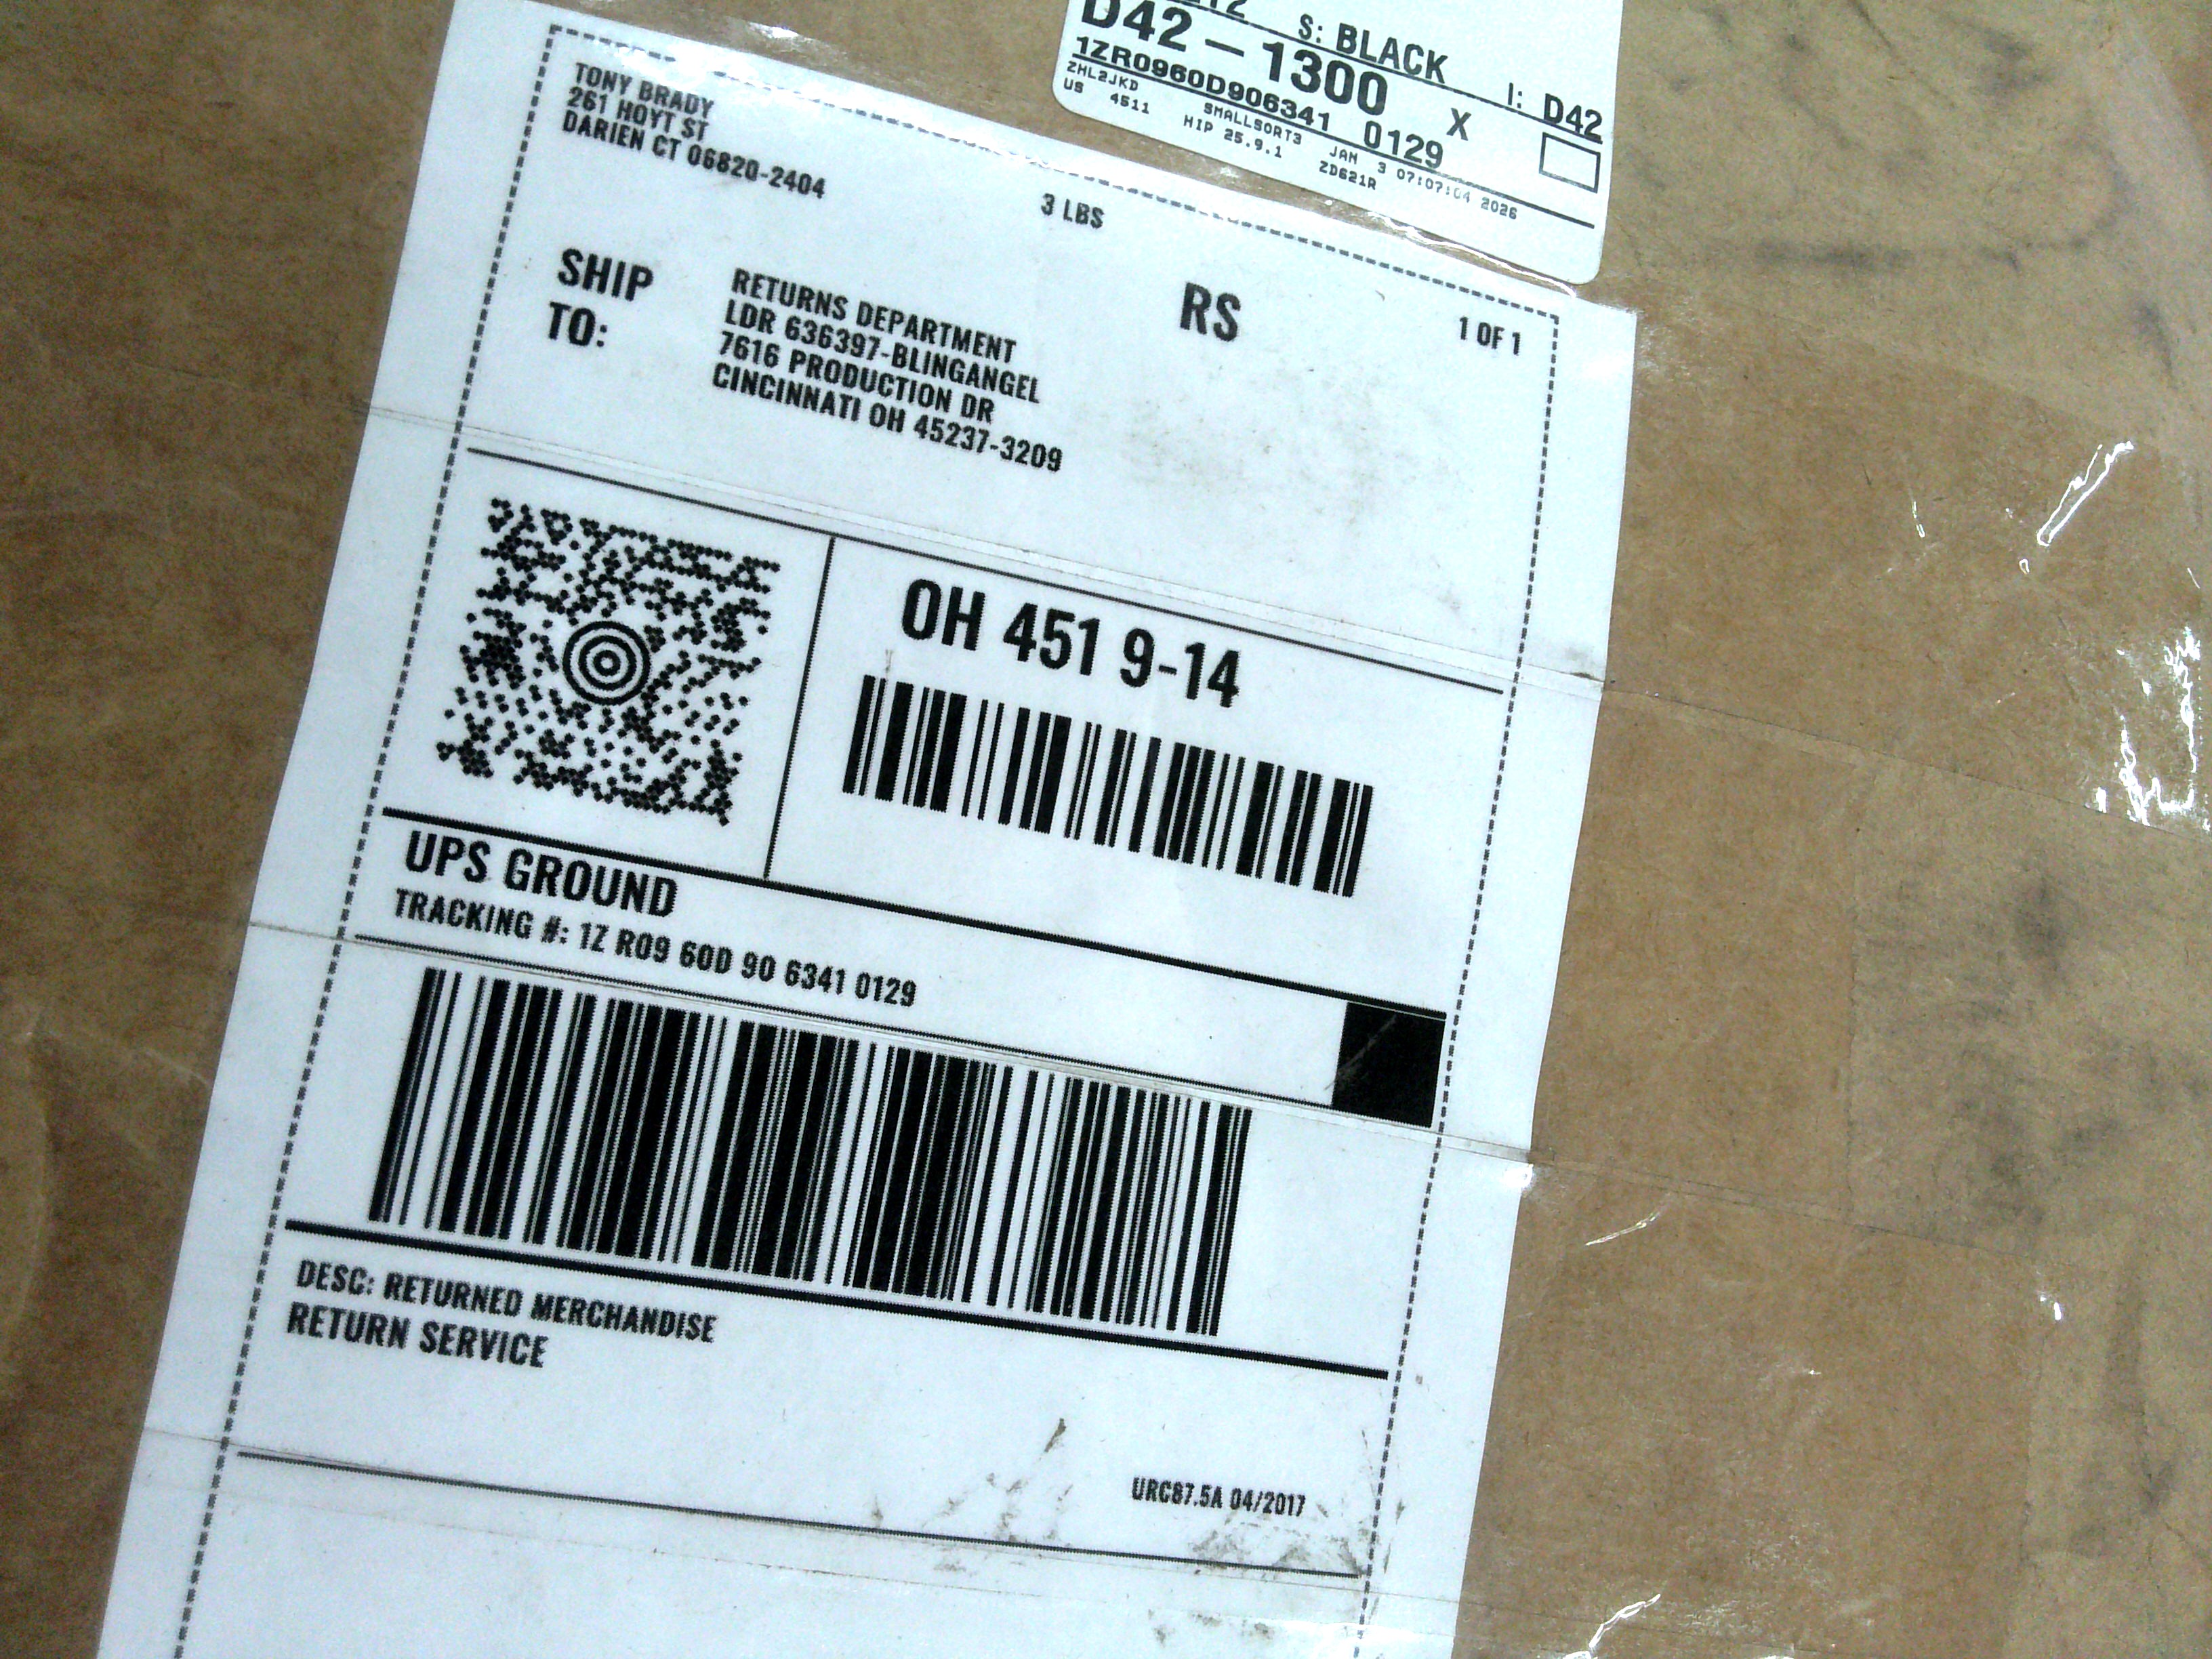 S: BLACK
D42 – 1300
I: D42
1ZR0960D906341 0129
X
ZHL2JKD
SMALLSORT3
JAN 3 07:07:04 2026
US 4511
HIP 25.9.1
ZD621R
TONY BRADY
261 HOYT ST
DARIEN CT 06820-2404
3 LBS
RS
1 OF 1
SHIP
TO:
RETURNS DEPARTMENT
LDR 636397-BLINGANGEL
7616 PRODUCTION DR
CINCINNATI OH 45237-3209
OH 451 9-14
UPS GROUND
TRACKING #: 1Z R09 60D 90 6341 0129
DESC: RETURNED MERCHANDISE
RETURN SERVICE
URC87.5A 04/2017